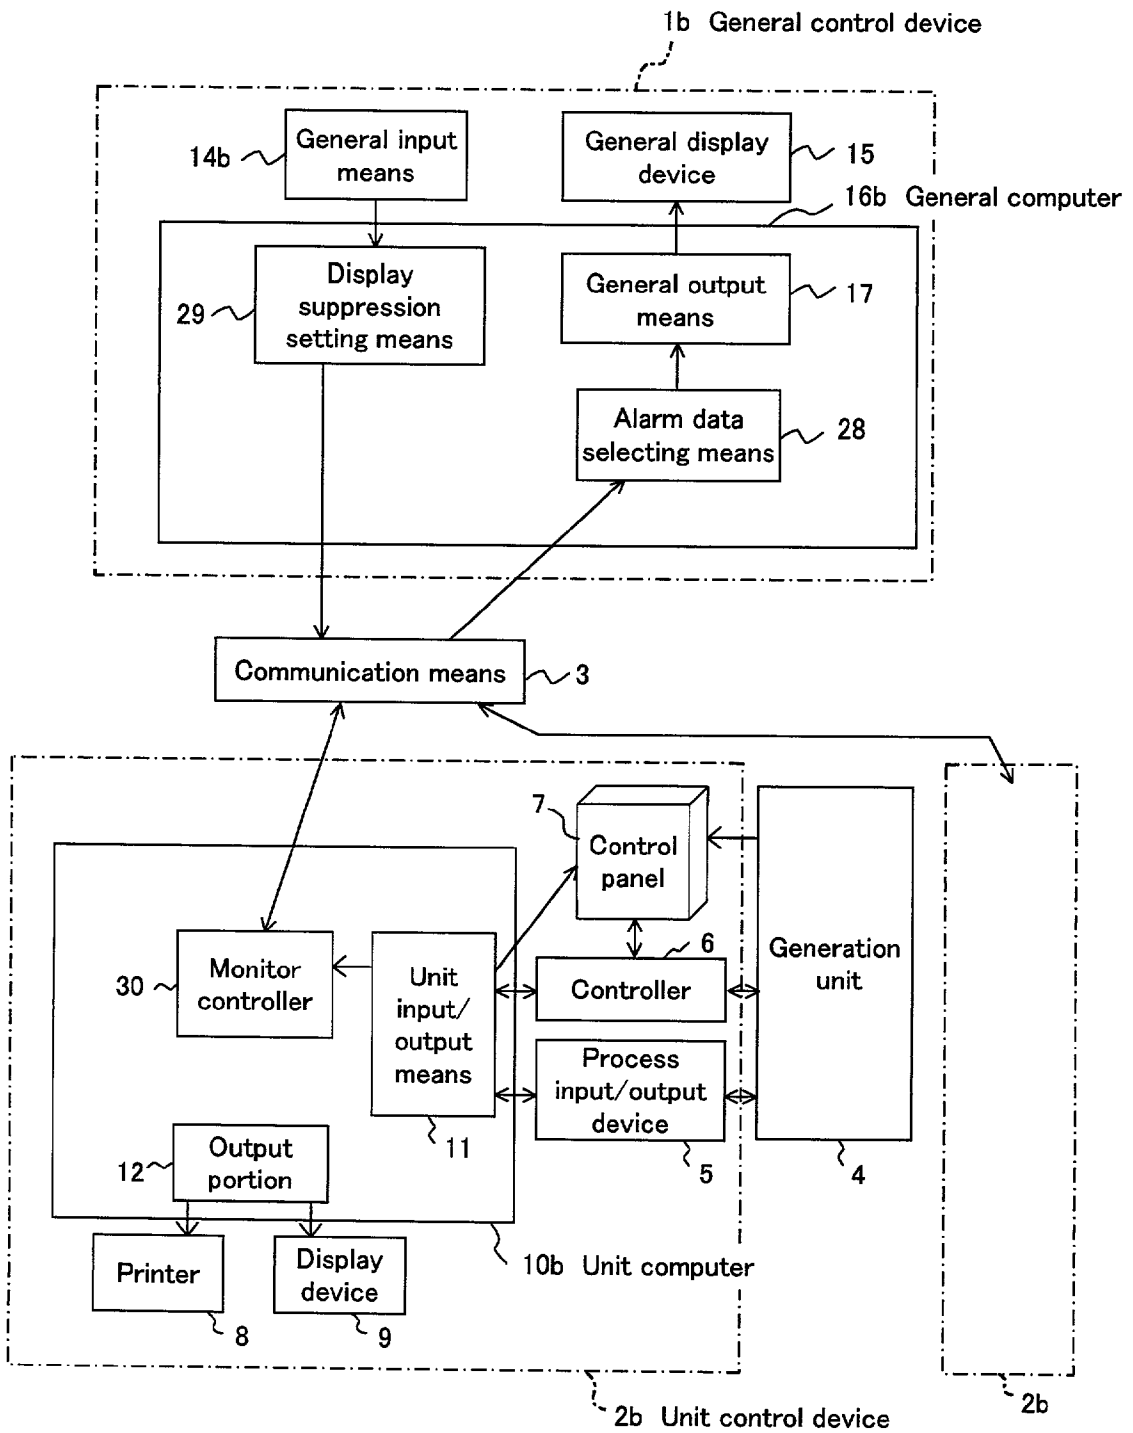 1b General control device
General input
means
14b
General display
device
15
16b General computer
Display
suppression
setting means
29
General output
means
17
Alarm data
selecting means
28
Communication means
3
7
Control
panel
Generation
unit
6
Monitor
controller
30
Unit
input/
output
means
Controller
Process
input/output
device
11
5
4
12
Output
portion
10b Unit computer
Printer
Display
device
8
9
2b
2b Unit control device